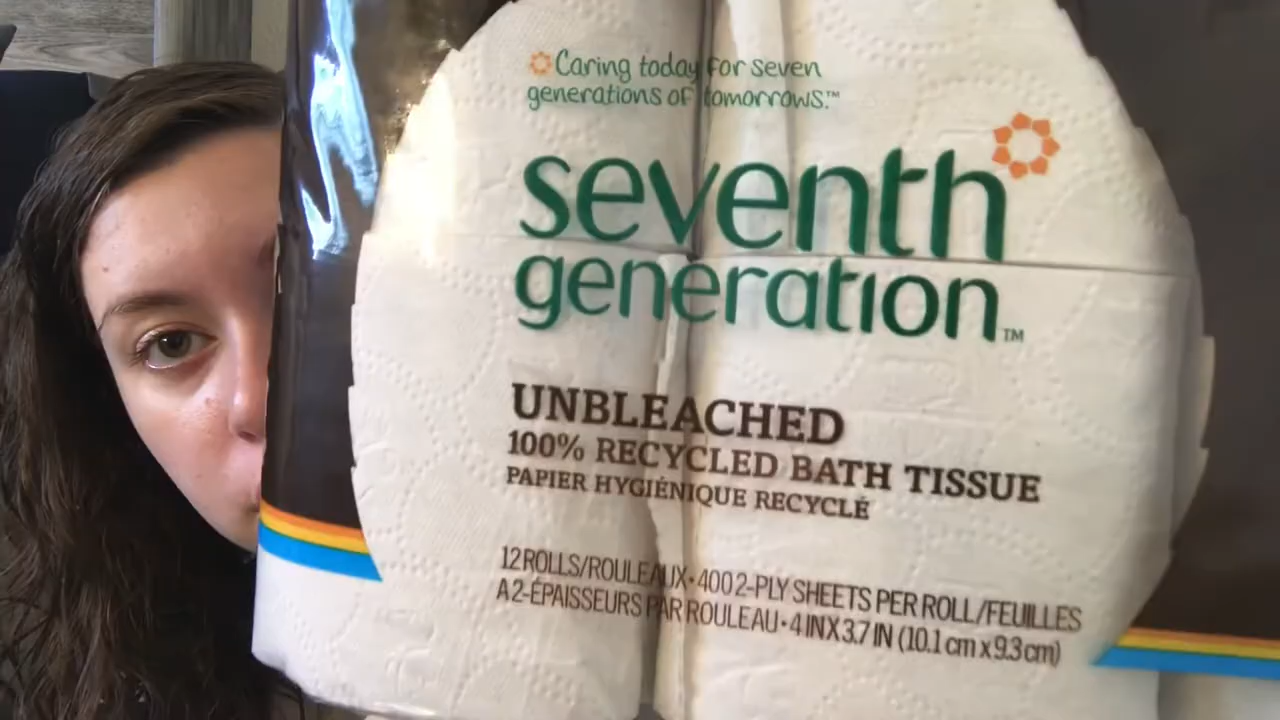 Caring today for seven
generations of tomorrows.™
seventh
generation™
UNBLEACHED
100% RECYCLED BATH TISSUE
PAPIER HYGIÉNIQUE RECYCLÉ
12 ROLLS/ROULEAUX • 400 2-PLY SHEETS PER ROLL/FEUILLES
A 2-ÉPAISSEURS PAR ROULEAU • 4 IN X 3.7 IN (10.1 cm x 9.3 cm)